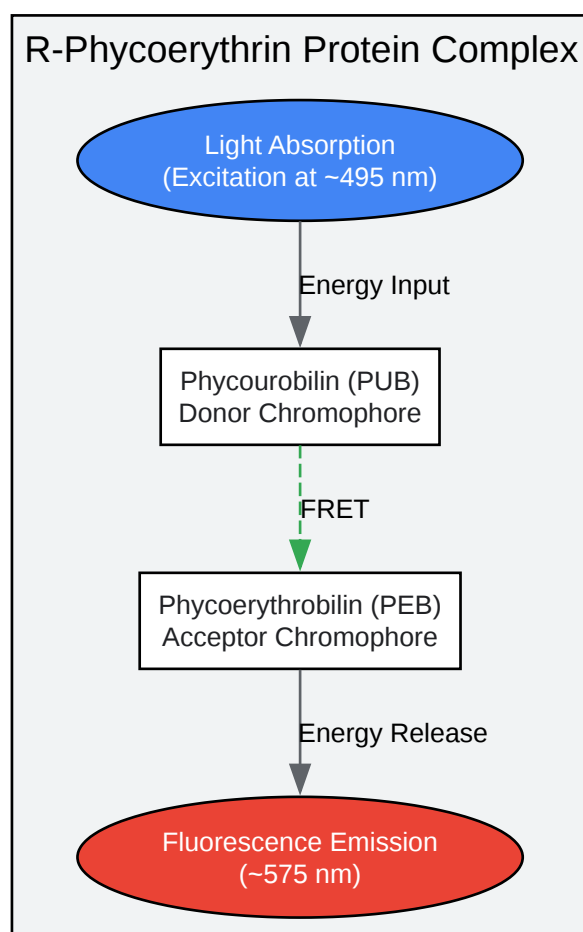 R-Phycoerythrin Protein Complex
Light Absorption
(Excitation at ~495 nm)
Energy Input
Phycourobilin (PUB)
Donor Chromophore
FRET
Phycoerythrobilin (PEB)
Acceptor Chromophore
Energy Release
Fluorescence Emission
(~575 nm)